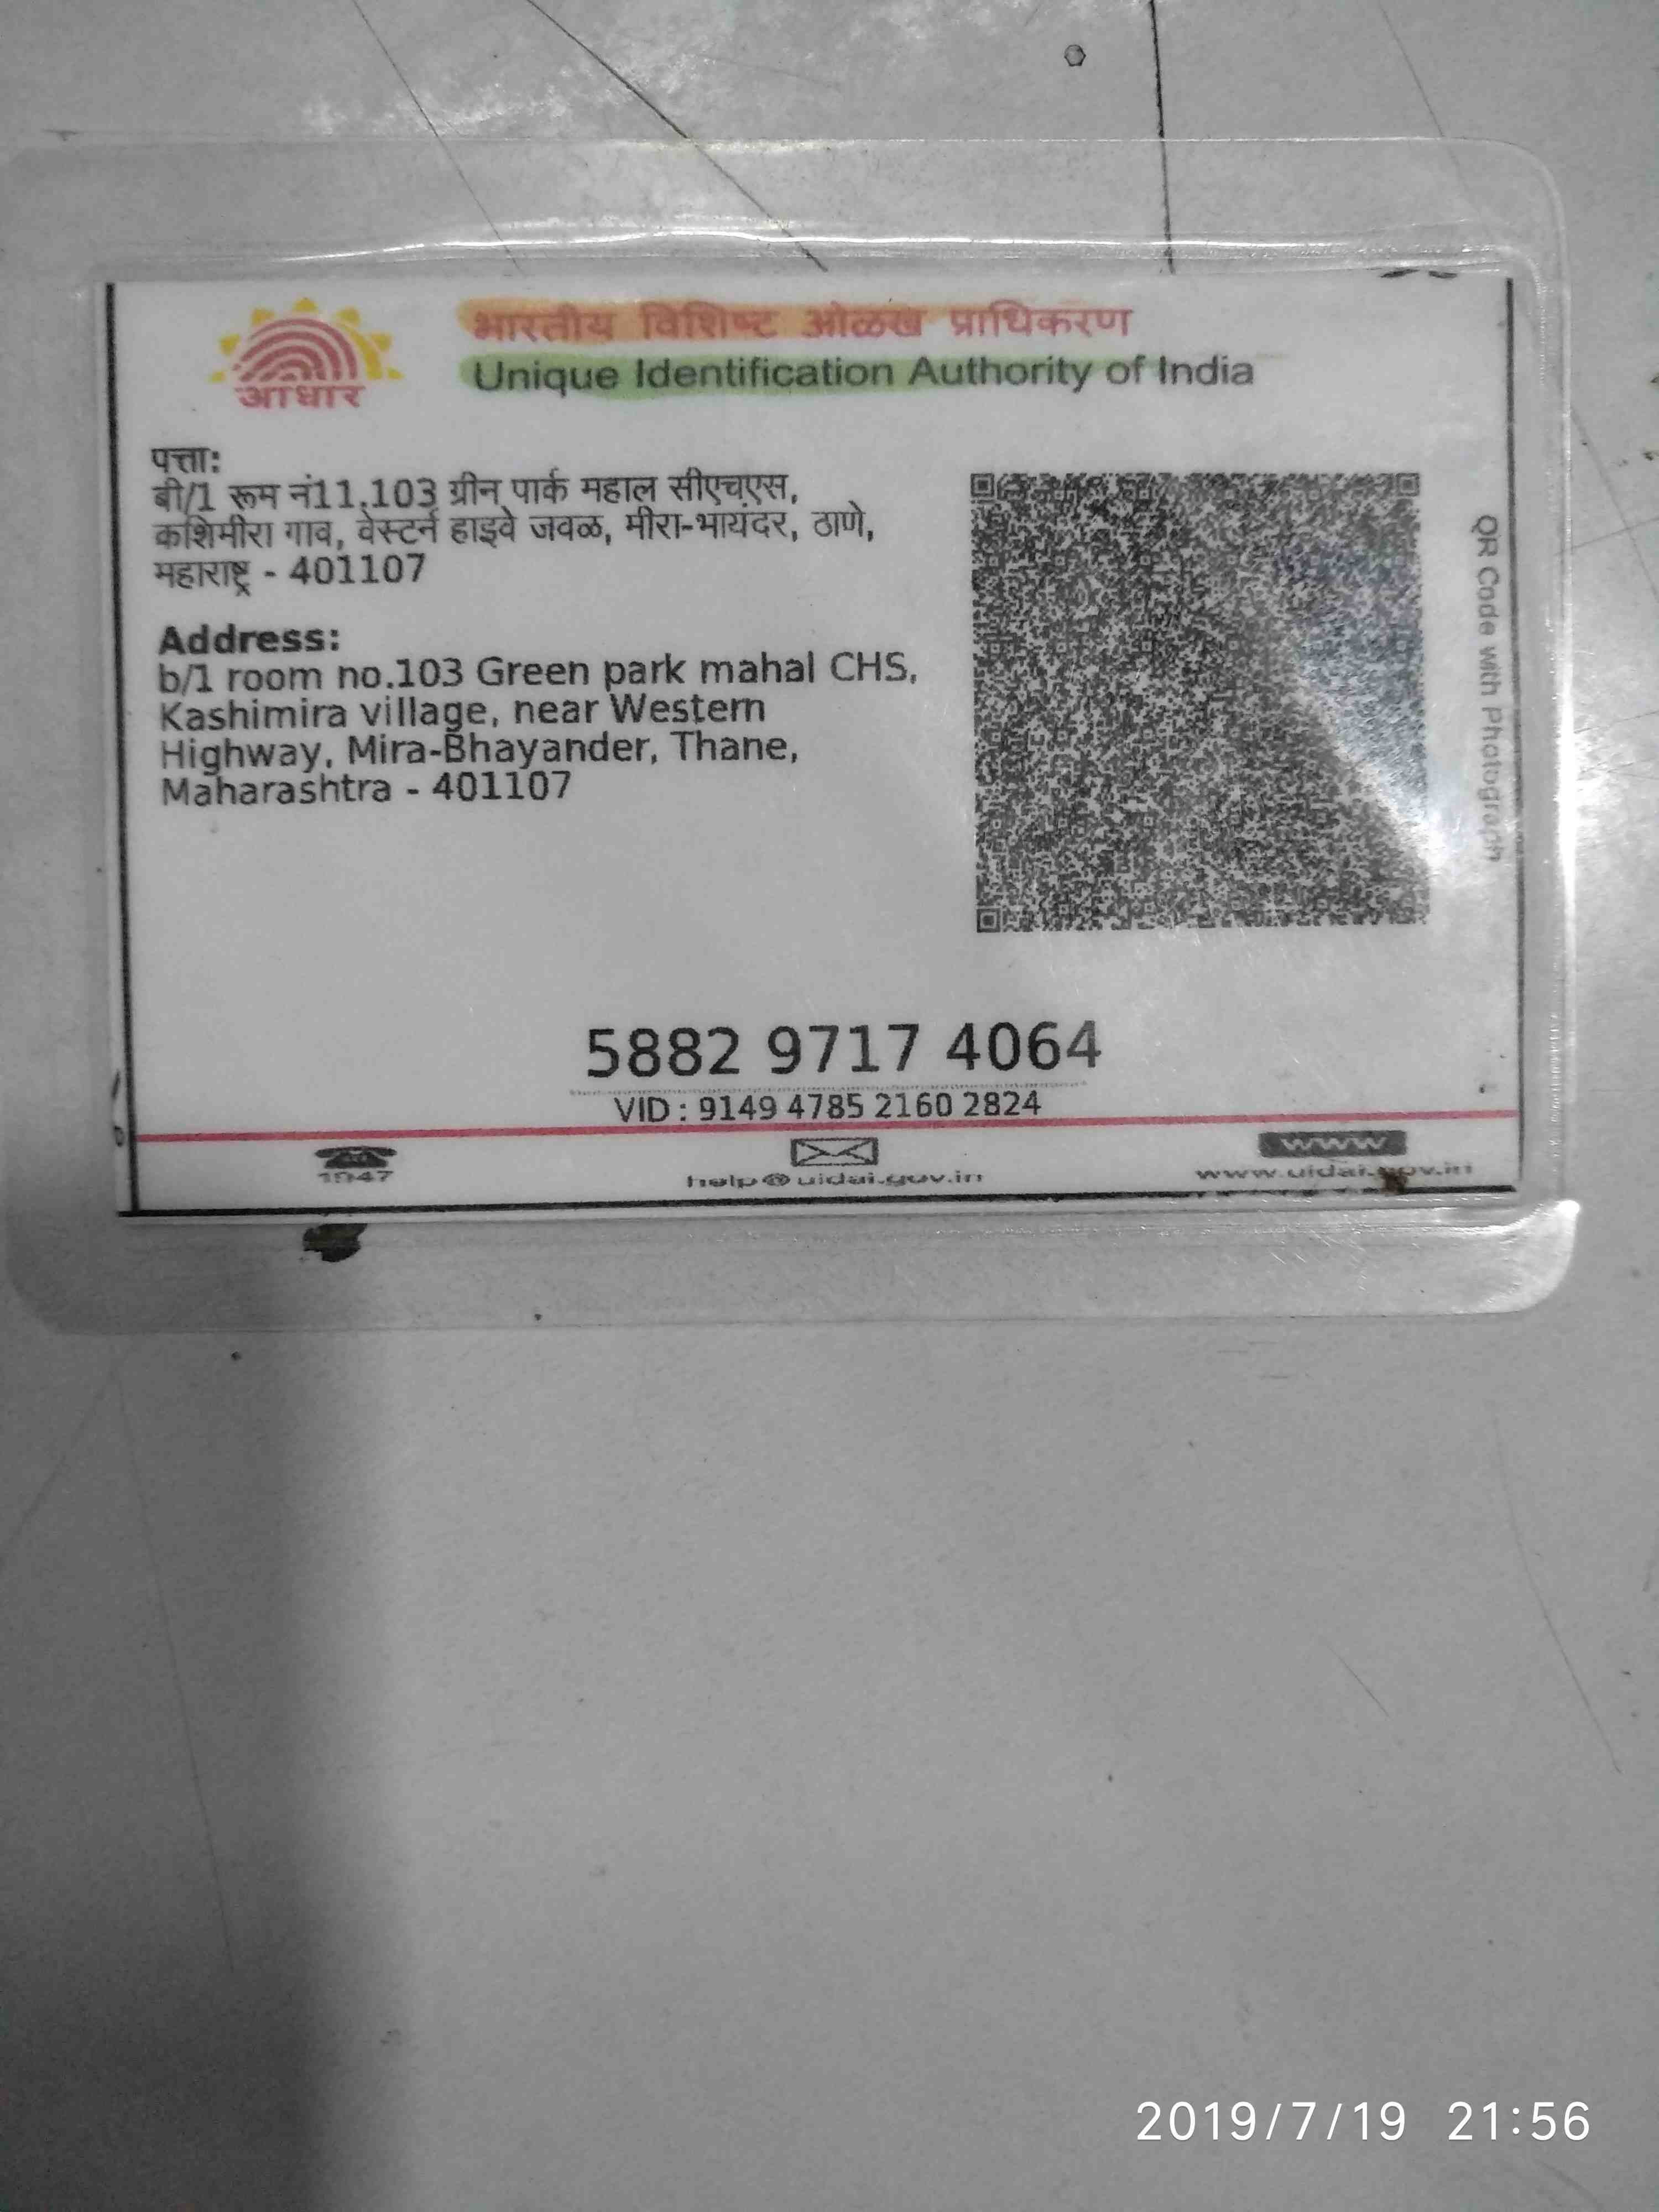 भारतीय विशिष्ट ओळख प्राधिकरण
Unique Identification Authority of India
आधार
पत्ता:
बी/1 रूम नं11,103 ग्रीन पार्क महाल सीएचएस,
कशिमीरा गाव, वेस्टर्न हाइवे जवळ, मीरा-भायंदर, ठाणे,
महाराष्ट्र - 401107
Address:
b/1 room no.103 Green park mahal CHS,
Kashimira village, near Western
Highway, Mira-Bhayander, Thane,
Maharashtra - 401107
QR Code with Photograph
5882 9717 4064
VID : 9149 4785 2160 2824
1947
help@uidai.gov.in
www
www.uidai.gov.in
2019/7/19 21:56